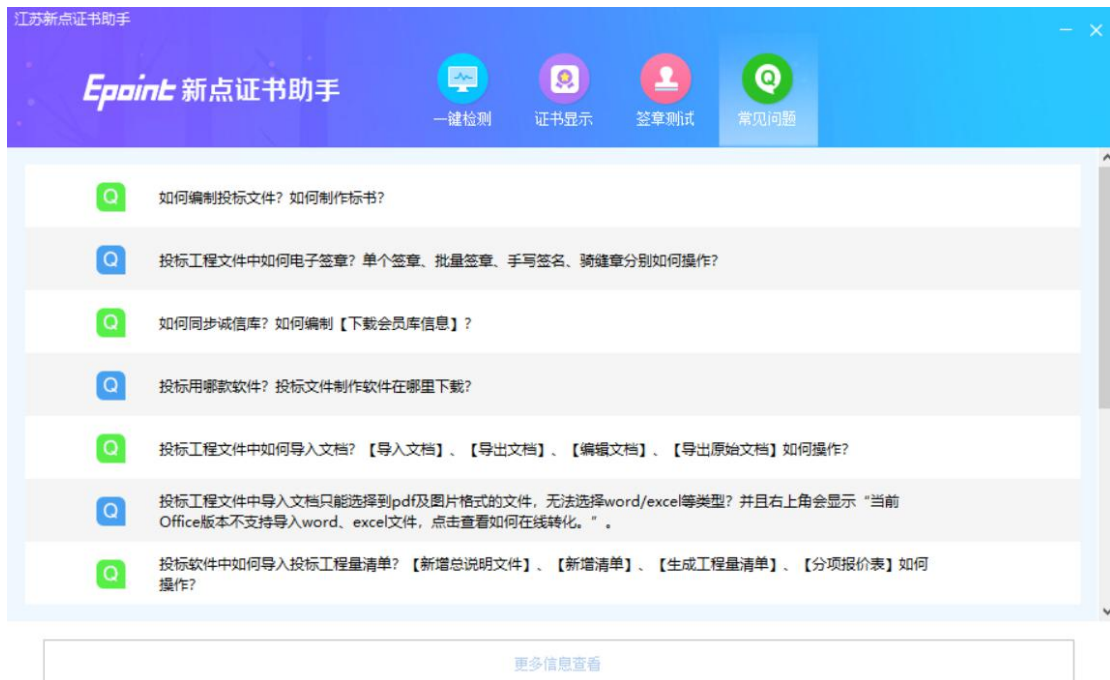 江苏新点证书助手
Epoint 新点证书助手
一键检测
证书显示
签章测试
常见问题
Q 如何编制投标文件？如何制作标书？
Q 投标工程文件中如何电子签章？单个签章、批量签章、手写签名、骑缝章分别如何操作？
Q 如何同步诚信库？如何编制【下载会员库信息】？
Q 投标用哪款软件？投标文件制作软件在哪里下载？
Q 投标工程文件中如何导入文档？【导入文档】、【导出文档】、【编辑文档】、【导出原始文档】如何操作？
Q 投标工程文件中导入文档只能选择到pdf及图片格式的文件，无法选择word/excel等类型？并且右上角会显示“当前
Office版本不支持导入word、excel文件，点击查看如何在线转化。”。
Q 投标软件中如何导入投标工程量清单？【新增总说明文件】、【新增清单】、【生成工程量清单】、【分项报价表】如何
操作？
更多信息查看